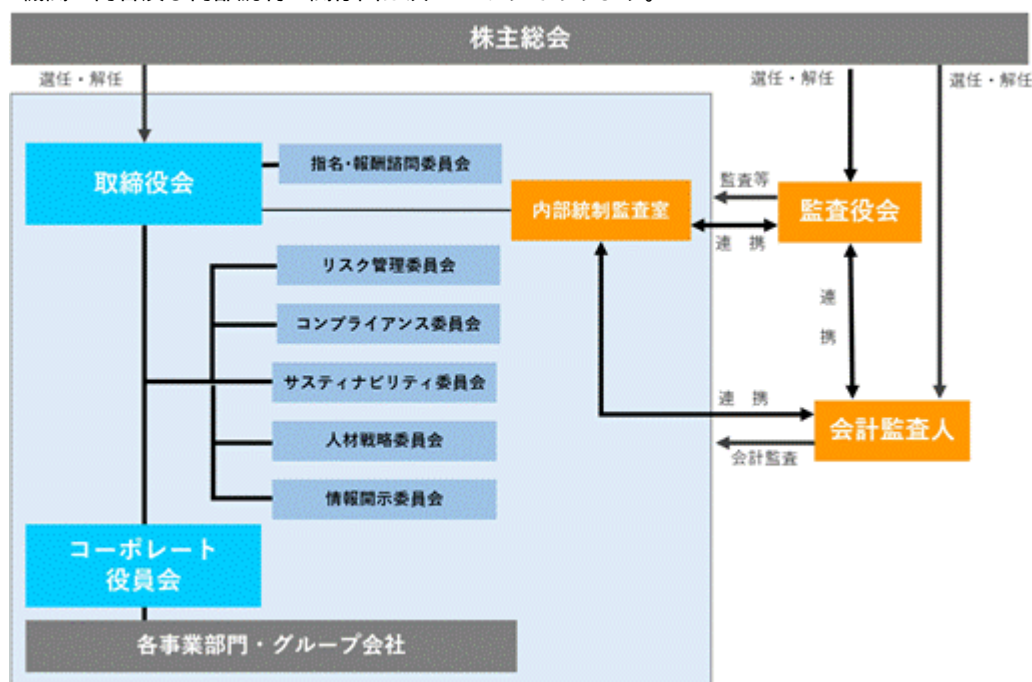 株主総会
選任・解任
選任・解任
選任・解任
取締役会
指名・報酬諮問委員会
内部統制監査室
監査等
監査役会
連 携
リスク管理委員会
コンプライアンス委員会
連
携
サスティナビリティ委員会
連 携
会計監査人
人材戦略委員会
会計監査
情報開示委員会
コーポレート
役員会
各事業部門・グループ会社